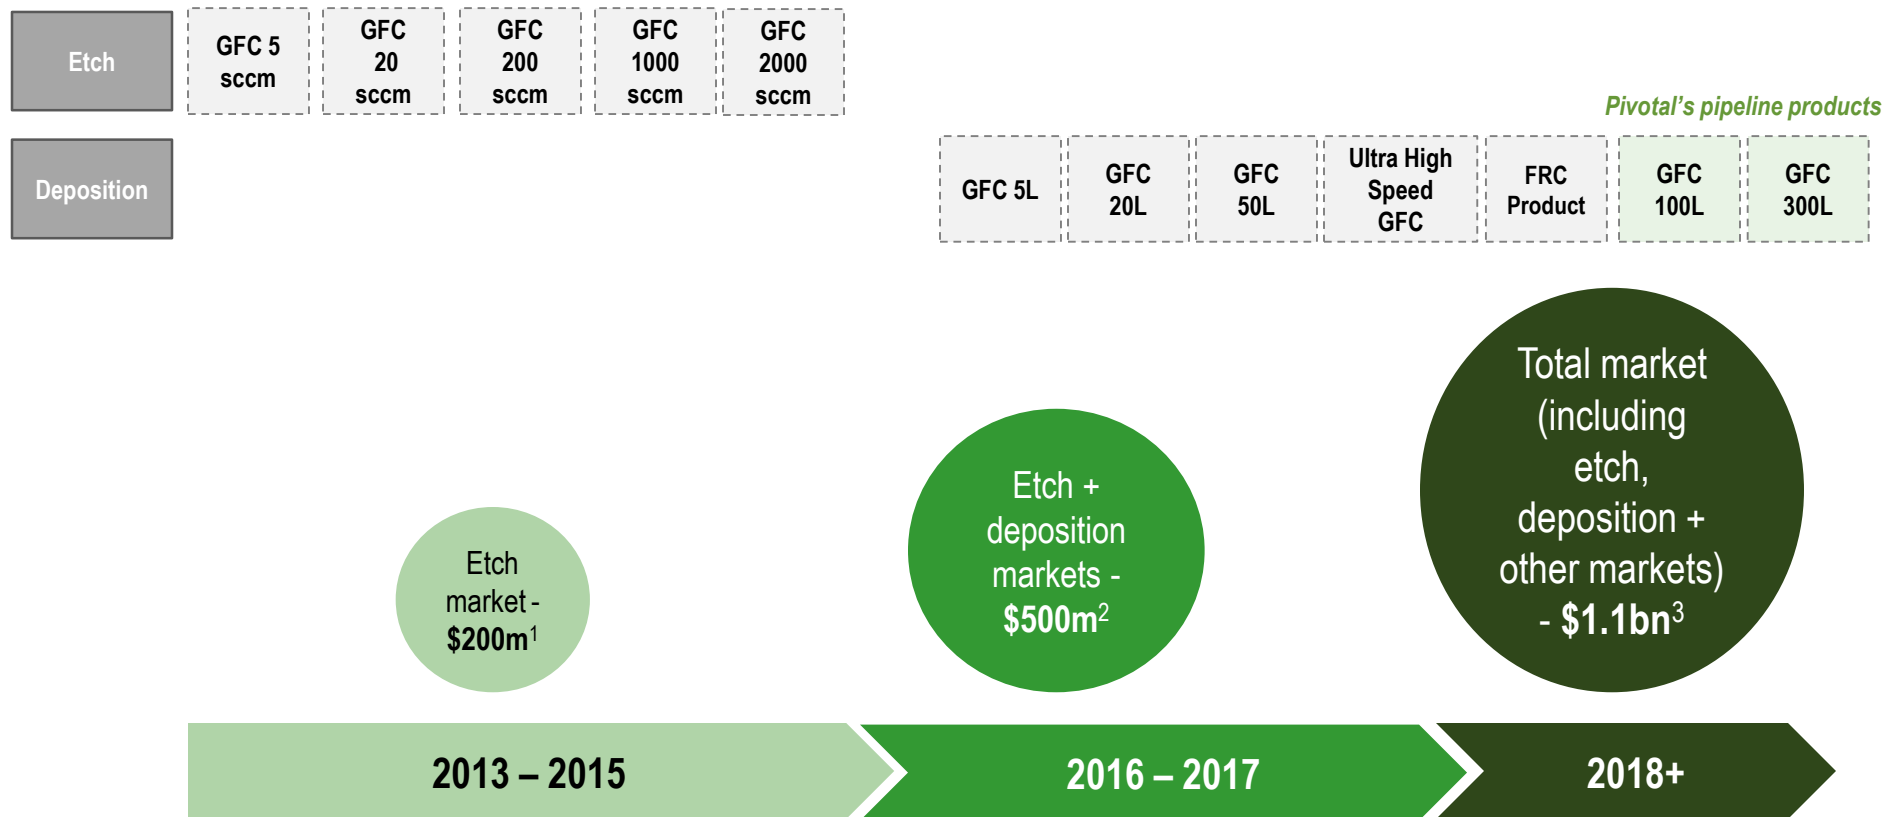 Etch
GFC 5
sccm
GFC
20
sccm
GFC
200
sccm
GFC
1000
sccm
GFC
2000
sccm
Pivotal's pipeline products
Deposition
GFC 5L
GFC
20L
GFC
50L
Ultra High
Speed
GFC
FRC
Product
GFC
100L
GFC
300L
Etch
market -
$200m1
Etch +
deposition
markets -
$500m2
Total market
(including
etch,
deposition +
other markets)
- $1.1bn3
2013 – 2015
2016 – 2017
2018+